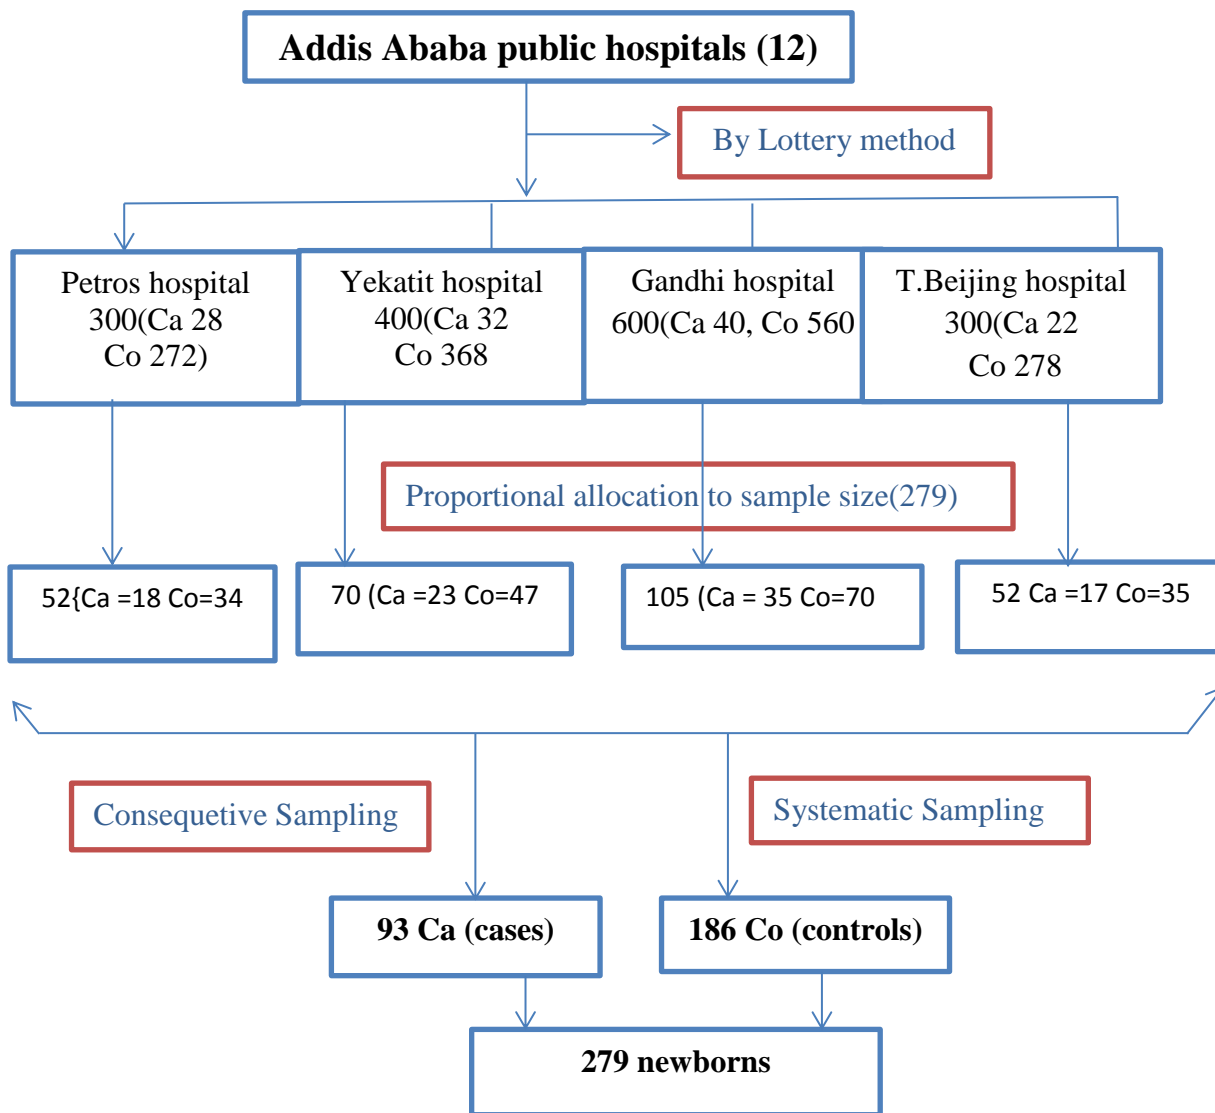 Addis Ababa public hospitals (12)
By Lottery method
Petros hospital
300(Ca 28
Co 272)
Yekatit hospital
400(Ca 32
Co 368
Gandhi hospital
600(Ca 40, Co 560
T.Beijing hospital
300(Ca 22
Co 278
Proportional allocation to sample size(279)
52{Ca =18 Co=34
70 (Ca =23 Co=47
105 (Ca = 35 Co=70
52 Ca =17 Co=35
Consequetive Sampling
Systematic Sampling
93 Ca (cases)
186 Co (controls)
279 newborns